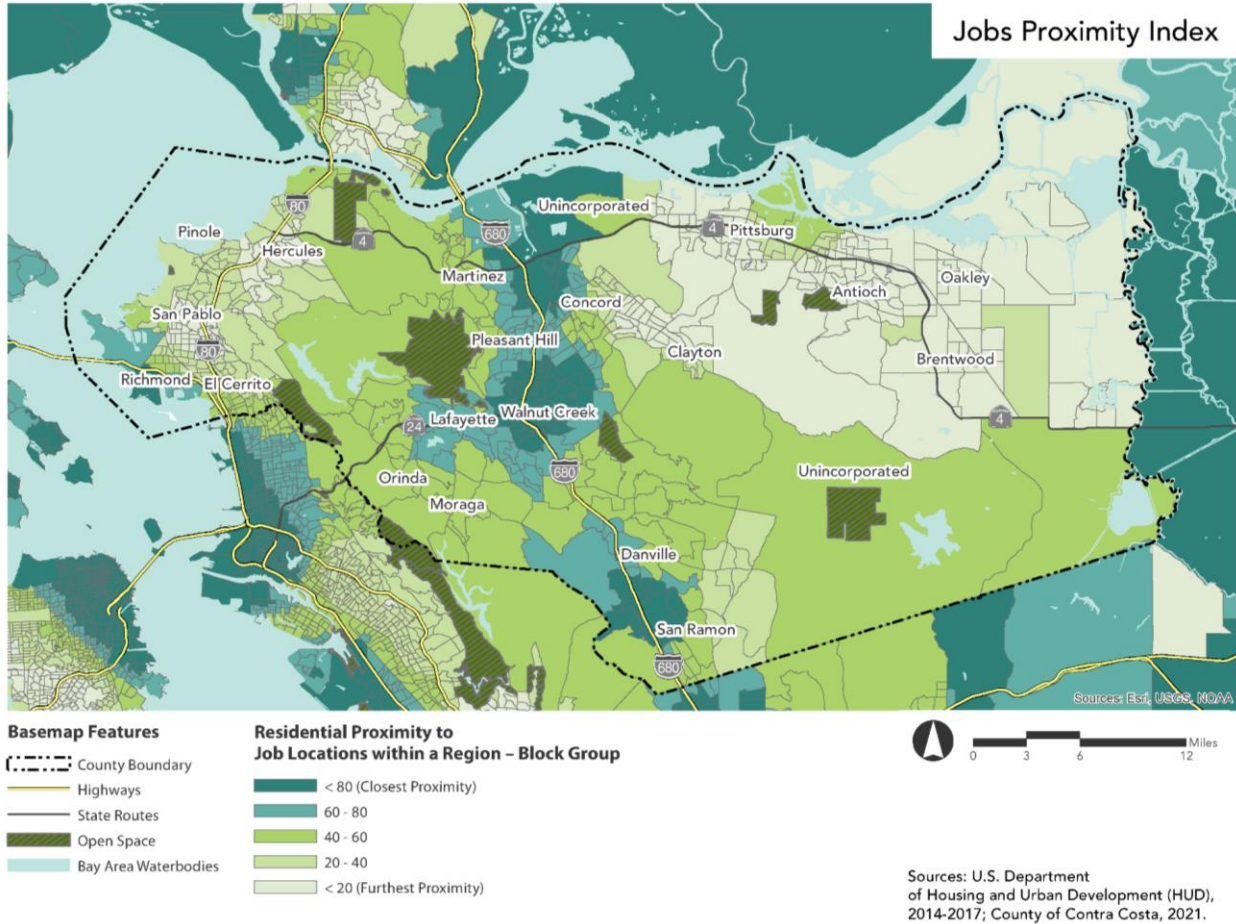 Jobs Proximity Index
80
Unincorporated
680
Pinole
4
Pittsburg
4
Hercules
Martinez
Oakley
Antioch
Concord
San Pablo
Pleasant Hill
80
Clayton
Brentwood
Richmond
El Cerrito
Lafayette
Walnut Creek
4
24
680
Unincorporated
Orinda
Moraga
Danville
San Ramon
680
Sources: Esri, USGS, NOAA
Basemap Features
County Boundary
Highways
State Routes
Open Space
Bay Area Waterbodies
Residential Proximity to
Job Locations within a Region – Block Group
< 80 (Closest Proximity)
60 - 80
40 - 60
20 - 40
< 20 (Furthest Proximity)
Miles
0 3 6 12
Sources: U.S. Department
of Housing and Urban Development (HUD),
2014-2017; County of Contra Costa, 2021.